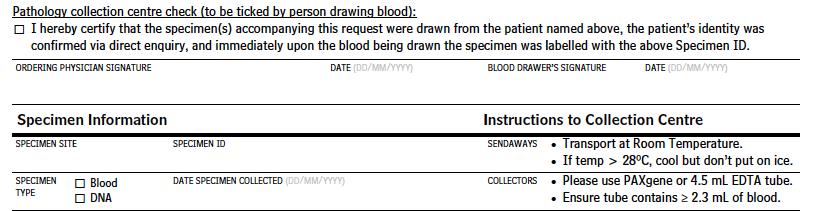 Pathology collection centre check (to be ticked by person drawing blood):
☐ I hereby certify that the specimen(s) accompanying this request were drawn from the patient named above, the patient's identity was
confirmed via direct enquiry, and immediately upon the blood being drawn the specimen was labelled with the above Specimen ID.
ORDERING PHYSICIAN SIGNATURE DATE (DD/MM/YYYY) BLOOD DRAWER'S SIGNATURE DATE (DD/MM/YYYY)
Specimen Information Instructions to Collection Centre
SPECIMEN SITE SPECIMEN ID SENDAWAYS • Transport at Room Temperature.
• If temp > 28ºC, cool but don't put on ice.
SPECIMEN TYPE ☐ Blood DATE SPECIMEN COLLECTED (DD/MM/YYYY) COLLECTORS • Please use PAXgene or 4.5 mL EDTA tube.
☐ DNA • Ensure tube contains ≥ 2.3 mL of blood.